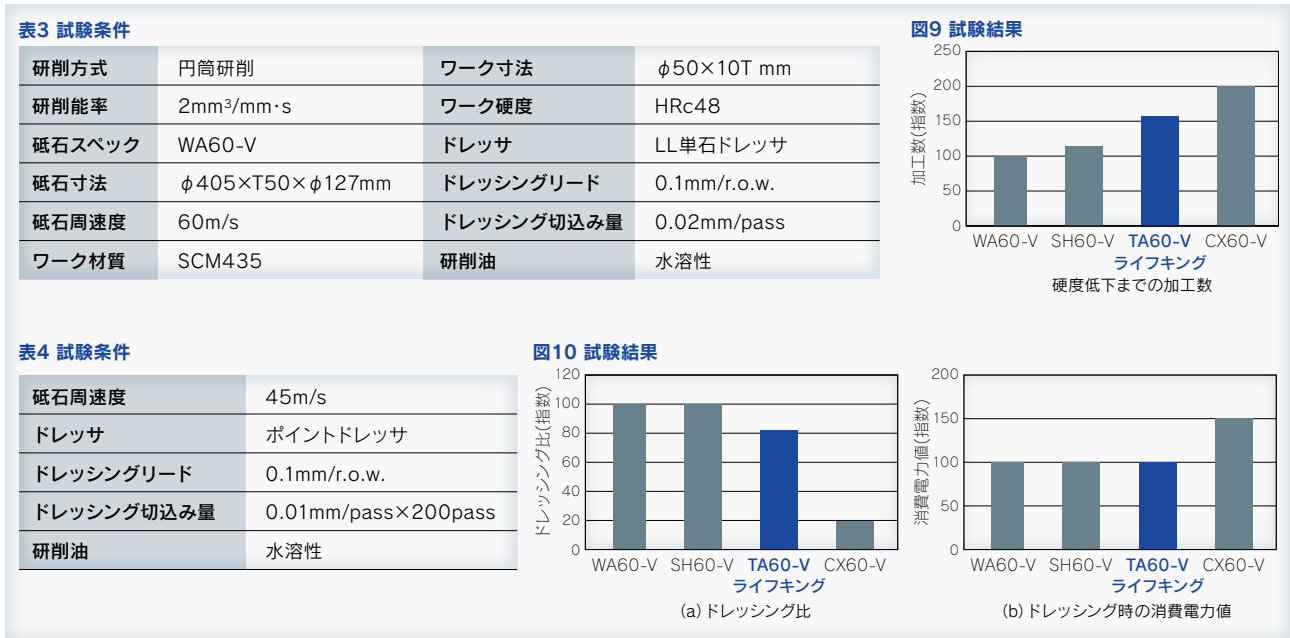 表3 試験条件
研削方式 円筒研削 ワーク寸法 φ50×10T mm
研削能率 2mm³/mm·s ワーク硬度 HRc48
砥石スペック WA60-V ドレッサ LL単石ドレッサ
砥石寸法 φ405×T50×φ127mm ドレッシングリード 0.1mm/r.o.w.
砥石周速度 60m/s ドレッシング切込み量 0.02mm/pass
ワーク材質 SCM435 研削油 水溶性
図9 試験結果
加工数(指数)
250
200
150
100
50
0
WA60-V SH60-V TA60-V CX60-V
ライフキング
硬度低下までの加工数
表4 試験条件
砥石周速度 45m/s
ドレッサ ポイントドレッサ
ドレッシングリード 0.1mm/r.o.w.
ドレッシング切込み量 0.01mm/pass×200pass
研削油 水溶性
図10 試験結果
ドレッシング比(指数)
120
100
80
60
40
20
0
WA60-V SH60-V TA60-V CX60-V
ライフキング
(a)ドレッシング比
消費電力値(指数)
200
150
100
50
0
WA60-V SH60-V TA60-V CX60-V
ライフキング
(b)ドレッシング時の消費電力値